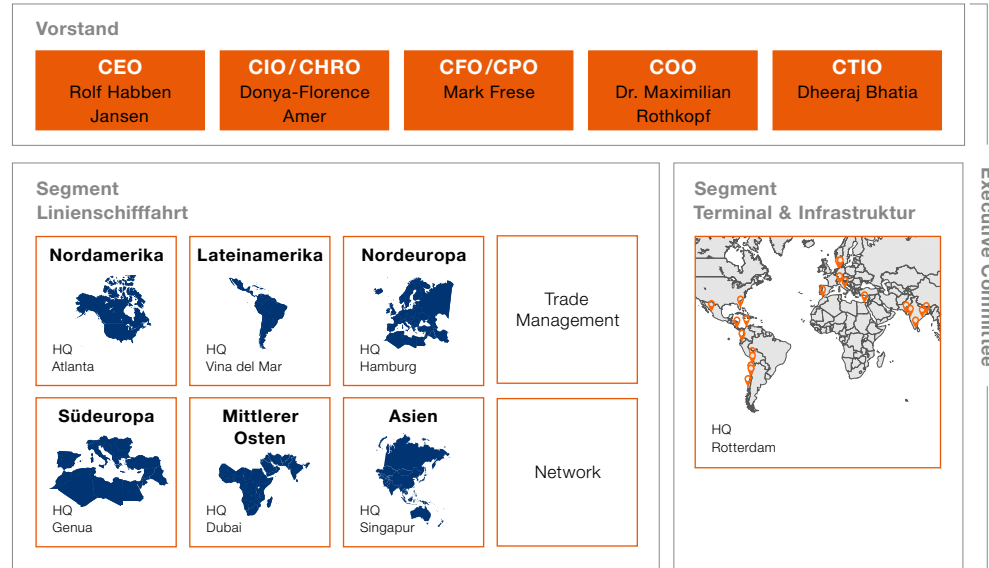 Vorstand
CEO
Rolf Habben
Jansen
CIO / CHRO
Donya-Florence
Amer
CFO /CPO
Mark Frese
COO
Dr. Maximilian
Rothkopf
CTIO
Dheeraj Bhatia
Executive Committee
Segment
Linienschifffahrt
Nordamerika
HQ
Atlanta
Lateinamerika
HQ
Vina del Mar
Nordeuropa
HQ
Hamburg
Trade
Management
Südeuropa
HQ
Genua
Mittlerer
Osten
HQ
Dubai
Asien
HQ
Singapur
Network
Segment
Terminal & Infrastruktur
HQ
Rotterdam